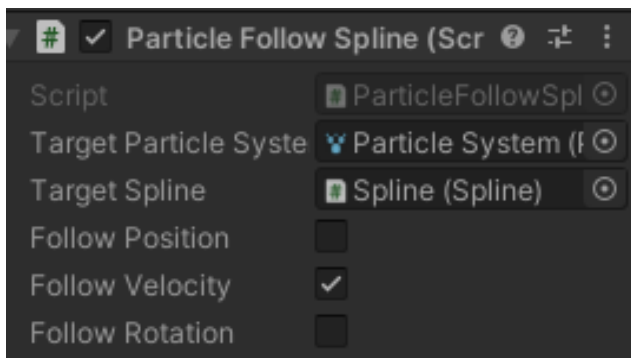 # Particle Follow Spline (Scr
Script # ParticleFollowSpl
Target Particle Syste Particle System (F
Target Spline # Spline (Spline)
Follow Position
Follow Velocity
Follow Rotation